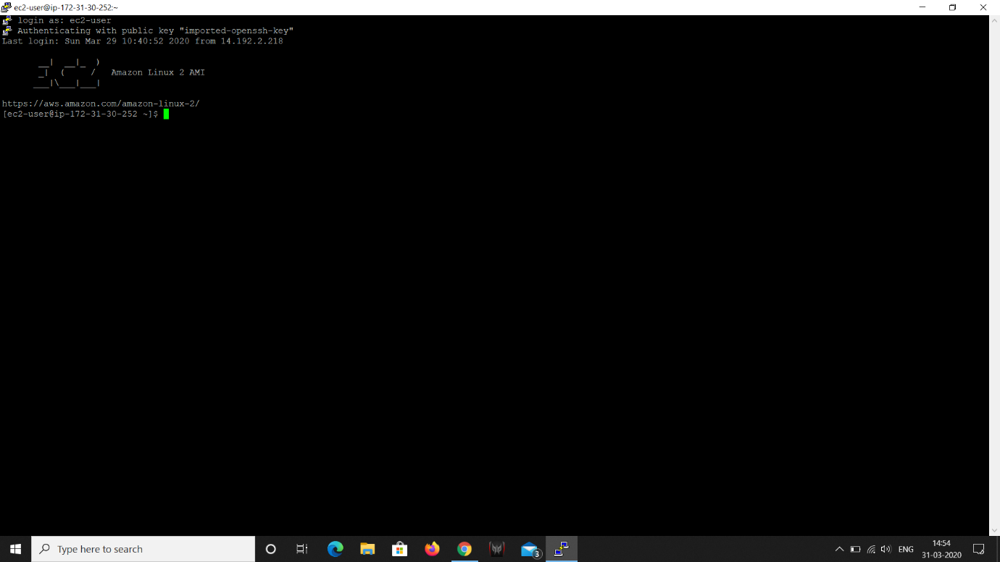 ec2-user@ip-172-31-30-252:~
login as: ec2-user
Authenticating with public key "imported-openssh-key"
Last login: Sun Mar 29 10:40:52 2020 from 14.192.2.218
       __|  __|_  )
       _|  (     /   Amazon Linux 2 AMI
      ___|\___|___|
https://aws.amazon.com/amazon-linux-2/
[ec2-user@ip-172-31-30-252 ~]$
Type here to search
3
ENG
14:54
31-03-2020